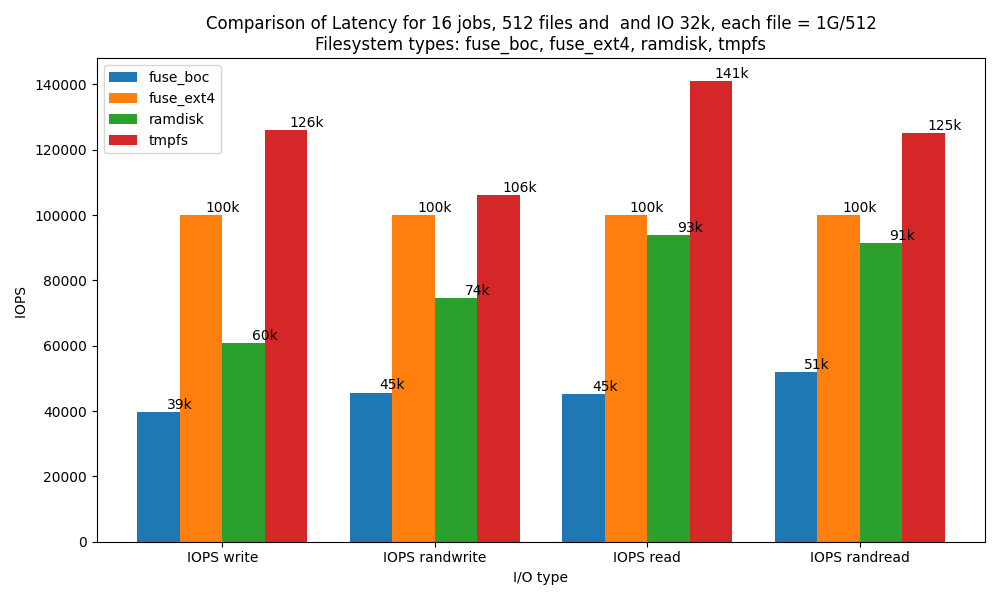 Comparison of Latency for 16 jobs, 512 files and  and IO 32k, each file = 1G/512
Filesystem types: fuse_boc, fuse_ext4, ramdisk, tmpfs
fuse_boc
fuse_ext4
ramdisk
tmpfs
IOPS
140000
120000
100000
80000
60000
40000
20000
0
39k
100k
60k
126k
45k
100k
74k
106k
45k
100k
93k
141k
51k
100k
91k
125k
IOPS write
IOPS randwrite
IOPS read
IOPS randread
I/O type